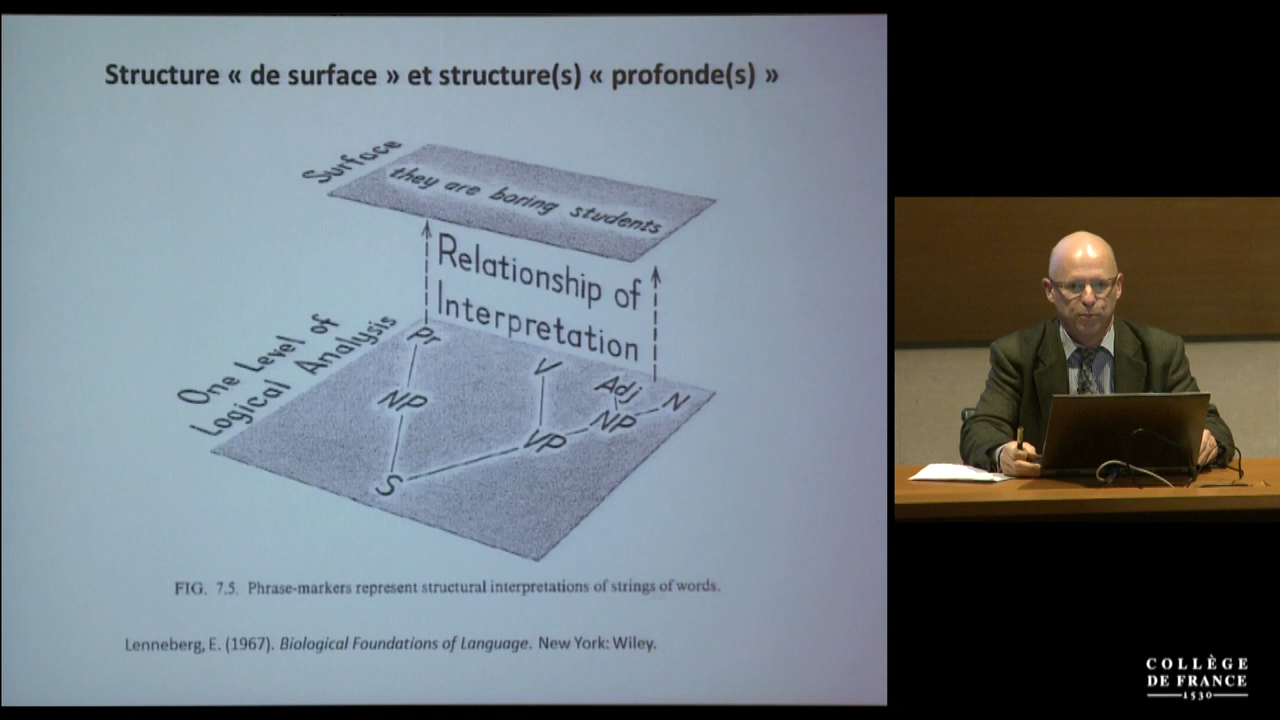 Structure « de surface » et structure(s) « profonde(s) »
Surface
they are boring students
Relationship of
Interpretation
One Level of
Logical Analysis
Pr
V
Adj
N
NP
NP
VP
S
FIG. 7.5. Phrase-markers represent structural interpretations of strings of words.
Lenneberg, E. (1967). Biological Foundations of Language. New York: Wiley.
COLLÈGE
DE FRANCE
1530